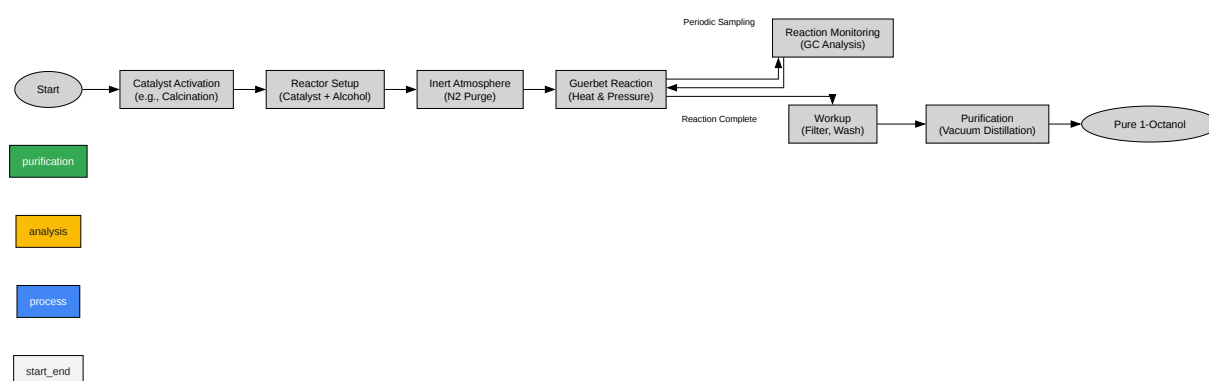 Periodic Sampling
Reaction Monitoring
(GC Analysis)
Start
Catalyst Activation
(e.g., Calcination)
Reactor Setup
(Catalyst + Alcohol)
Inert Atmosphere
(N2 Purge)
Guerbet Reaction
(Heat & Pressure)
Reaction Complete
Workup
(Filter, Wash)
Purification
(Vacuum Distillation)
Pure 1-Octanol
purification
analysis
process
start_end